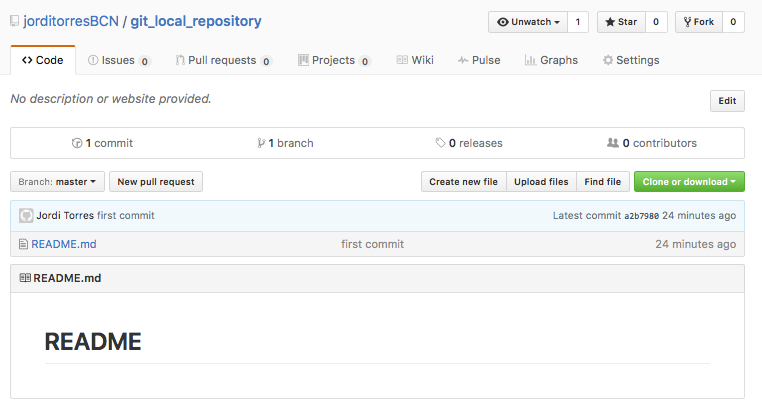 jorditorresBCN / git_local_repository Unwatch 1 Star 0 Fork 0
Code Issues 0 Pull requests 0 Projects 0 Wiki Pulse Graphs Settings
No description or website provided. Edit
1 commit 1 branch 0 releases 0 contributors
Branch: master New pull request Create new file Upload files Find file Clone or download
Jordi Torres first commit Latest commit a2b7980 24 minutes ago
README.md first commit 24 minutes ago
README.md
README